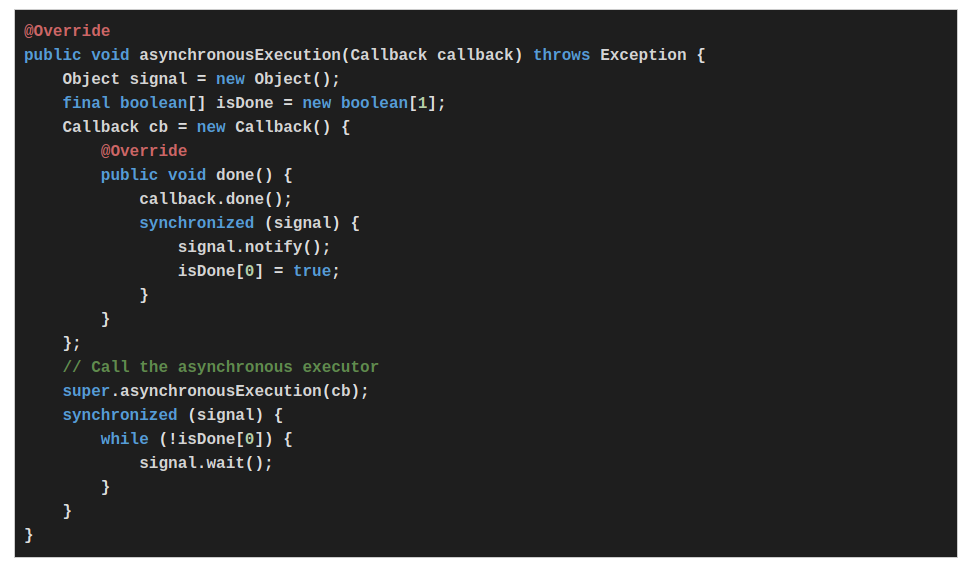 @Override
public void asynchronousExecution(Callback callback) throws Exception {
    Object signal = new Object();
    final boolean[] isDone = new boolean[1];
    Callback cb = new Callback() {
        @Override
        public void done() {
            callback.done();
            synchronized (signal) {
                signal.notify();
                isDone[0] = true;
            }
        }
    };
    // Call the asynchronous executor
    super.asynchronousExecution(cb);
    synchronized (signal) {
        while (!isDone[0]) {
            signal.wait();
        }
    }
}